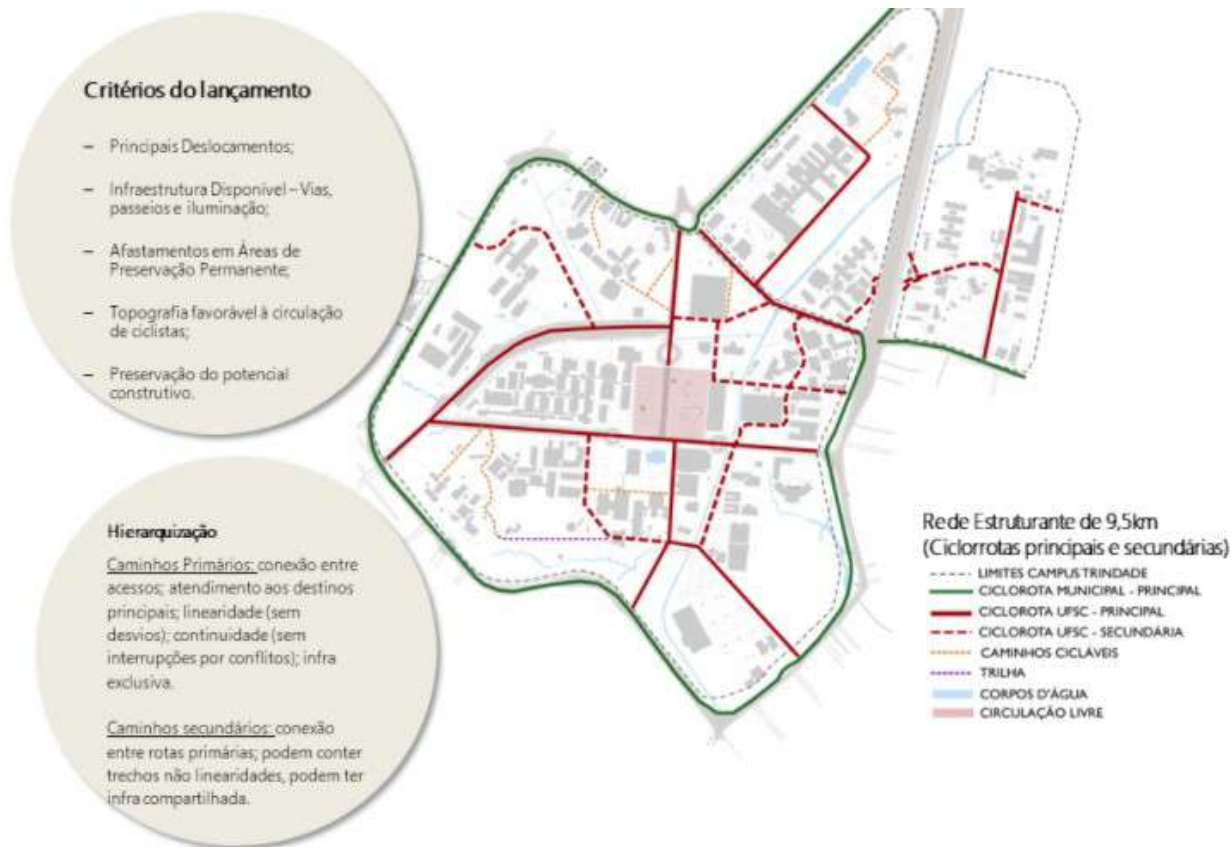 Critérios do lançamento
– Principais Deslocamentos;
– Infraestrutura Disponível – Vias,
passeios e iluminação;
– Afastamentos em Áreas de
Preservação Permanente;
– Topografia favorável à circulação
de ciclistas;
– Preservação do potencial
construtivo.
Hierarquização
Caminhos Primários: conexão entre
acessos; atendimento aos destinos
principais; linearidade (sem
desvios); continuidade (sem
interrupções por conflitos); infra
exclusiva.
Caminhos secundários: conexão
entre rotas primárias; podem conter
trechos não linearidades, podem ter
infra compartilhada.
Rede Estruturante de 9,5km
(Ciclorrotas principais e secundárias)
LIMITES CAMPUS TRINDADE
CICLOROTA MUNICIPAL - PRINCIPAL
CICLOROTA UFSC - PRINCIPAL
CICLOROTA UFSC - SECUNDÁRIA
CAMINHOS CICLÁVEIS
TRILHA
CORPOS D'ÁGUA
CIRCULAÇÃO LIVRE